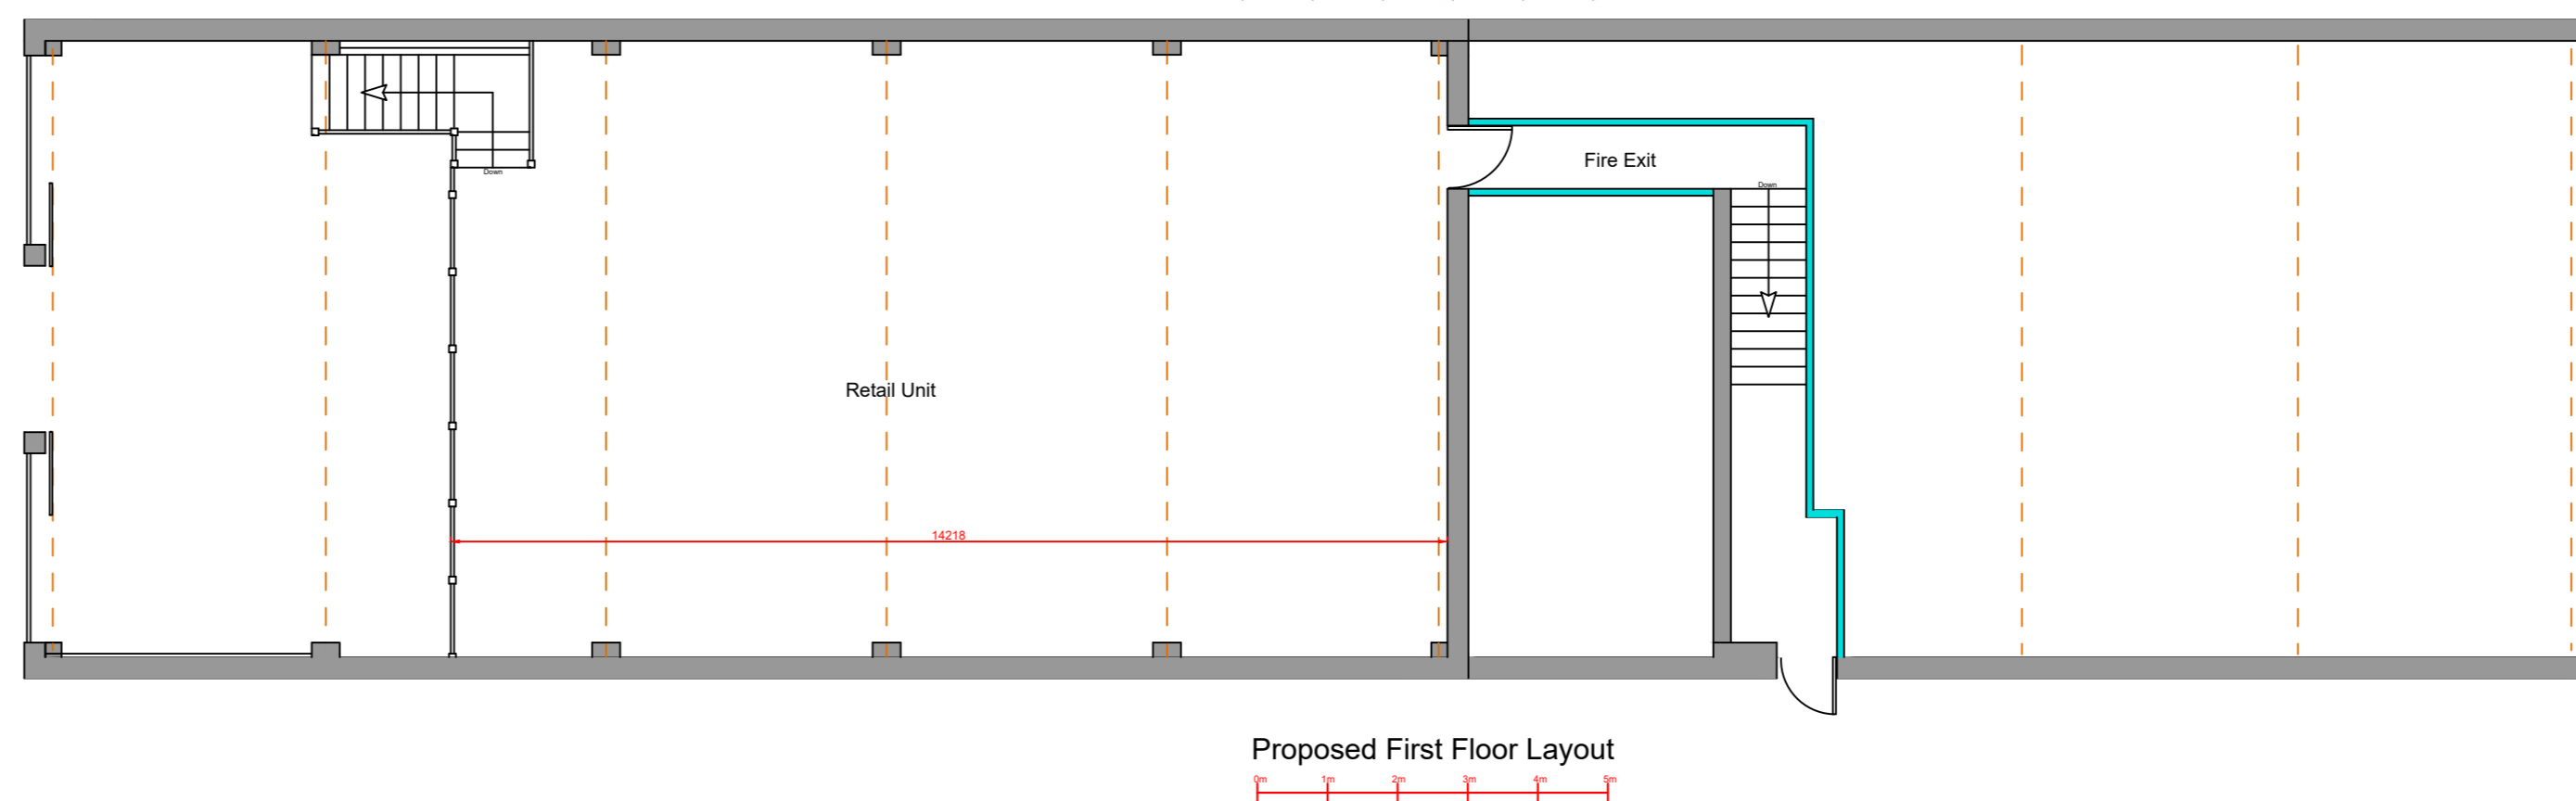 Fire Exit
Down
Down
Retail Unit
14218
Proposed First Floor Layout
0m 1m 2m 3m 4m 5m